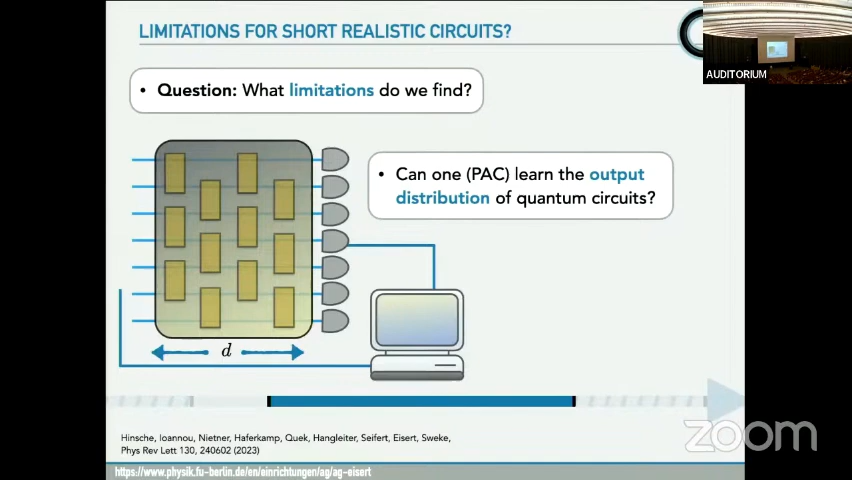 LIMITATIONS FOR SHORT REALISTIC CIRCUITS?
AUDITORIUM
• Question: What limitations do we find?
• Can one (PAC) learn the output
distribution of quantum circuits?
d
zoom
Hinsche, Ioannou, Nietner, Haferkamp, Quek, Hangleiter, Seifert, Eisert, Sweke,
Phys Rev Lett 130, 240602 (2023)
https://www.physik.fu-berlin.de/en/einrichtungen/ag/ag-eisert